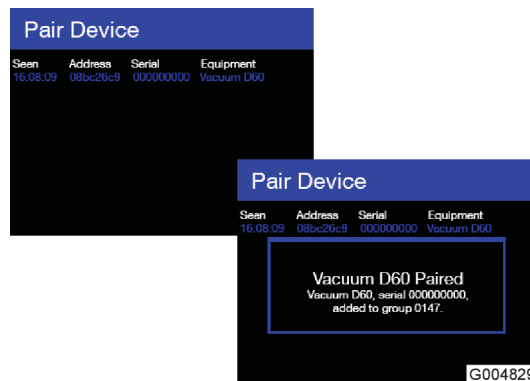 Pair Device
Seen Address Serial Equipment
16:08:09 08bc26c9 000000000 Vacuum D60
Pair Device
Seen Address Serial Equipment
16:08:09 08bc26c9 000000000 Vacuum D60
Vacuum D60 Paired
Vacuum D60, serial 000000000,
added to group 0147.
G004829